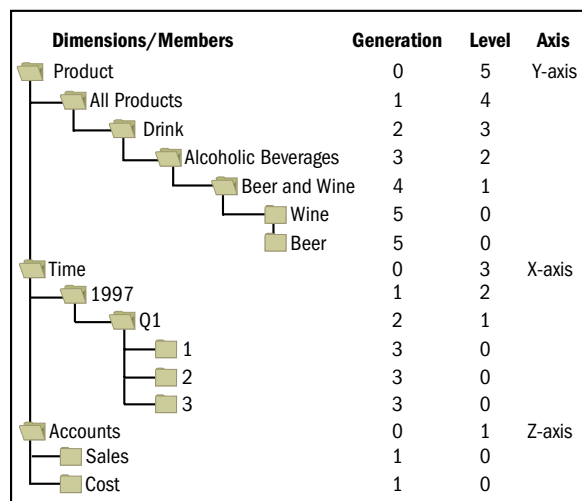 Dimensions/Members Generation Level Axis
Product 0 5 Y-axis
All Products 1 4
Drink 2 3
Alcoholic Beverages 3 2
Beer and Wine 4 1
Wine 5 0
Beer 5 0
Time 0 3 X-axis
1997 1 2
Q1 2 1
1 3 0
2 3 0
3 3 0
Accounts 0 1 Z-axis
Sales 1 0
Cost 1 0